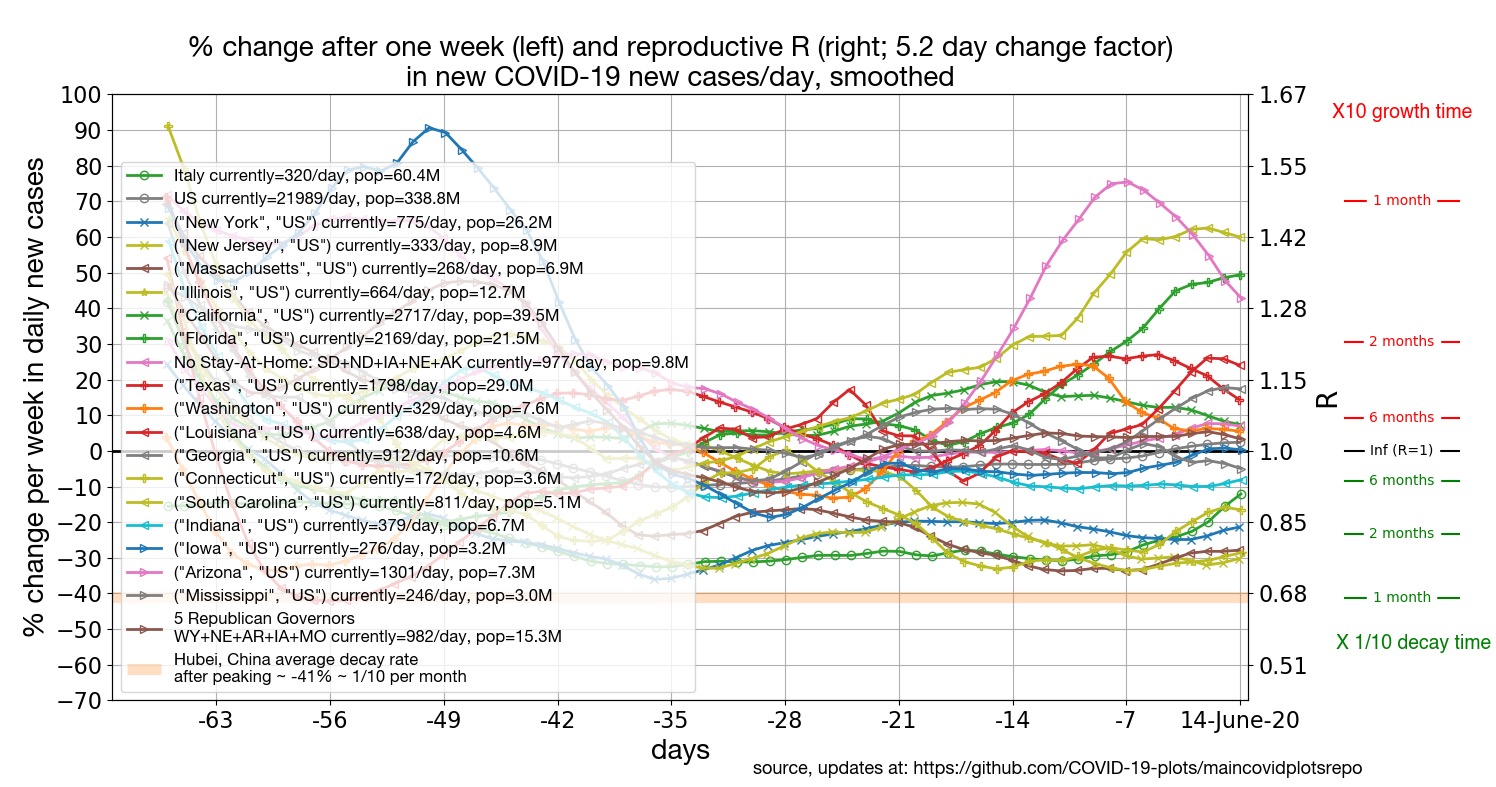 % change after one week (left) and reproductive R (right; 5.2 day change factor)
in new COVID-19 new cases/day, smoothed
% change per week in daily new cases
100
90
80
70
60
50
40
30
20
10
0
−10
−20
−30
−40
−50
−60
−70
Italy currently=320/day, pop=60.4M
US currently=21989/day, pop=338.8M
("New York", "US") currently=775/day, pop=26.2M
("New Jersey", "US") currently=333/day, pop=8.9M
("Massachusetts", "US") currently=268/day, pop=6.9M
("Illinois", "US") currently=664/day, pop=12.7M
("California", "US") currently=2717/day, pop=39.5M
("Florida", "US") currently=2169/day, pop=21.5M
No Stay-At-Home: SD+ND+IA+NE+AK currently=977/day, pop=9.8M
("Texas", "US") currently=1798/day, pop=29.0M
("Washington", "US") currently=329/day, pop=7.6M
("Louisiana", "US") currently=638/day, pop=4.6M
("Georgia", "US") currently=912/day, pop=10.6M
("Connecticut", "US") currently=172/day, pop=3.6M
("South Carolina", "US") currently=811/day, pop=5.1M
("Indiana", "US") currently=379/day, pop=6.7M
("Iowa", "US") currently=276/day, pop=3.2M
("Arizona", "US") currently=1301/day, pop=7.3M
("Mississippi", "US") currently=246/day, pop=3.0M
5 Republican Governors
WY+NE+AR+IA+MO currently=982/day, pop=15.3M
Hubei, China average decay rate
after peaking ~ -41% ~ 1/10 per month
-63
-56
-49
-42
-35
-28
-21
-14
-7
14-June-20
days
1.67
1.55
1.42
1.28
1.15
1.0
0.85
0.68
0.51
R
X10 growth time
1 month
2 months
6 months
Inf (R=1)
6 months
2 months
1 month
X 1/10 decay time
source, updates at: https://github.com/COVID-19-plots/maincovidplotsrepo